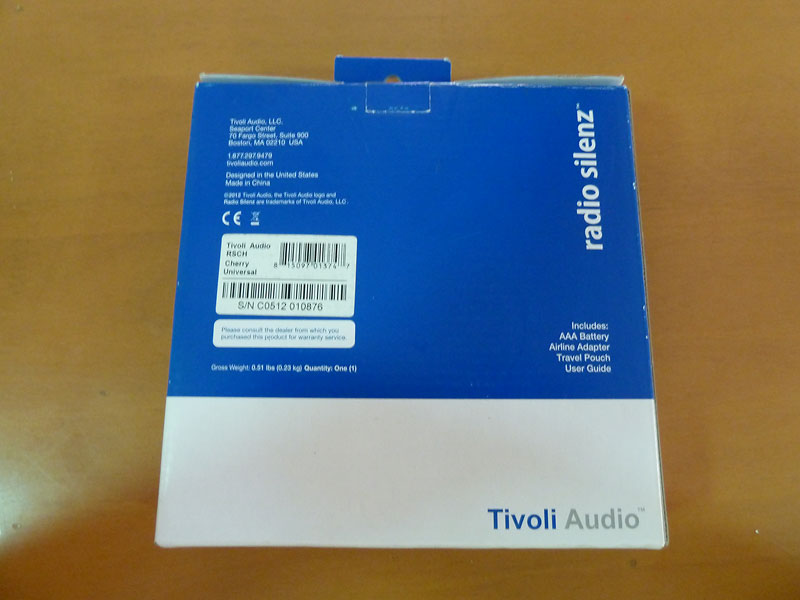 Tivoli Audio, LLC.
Seaport Center
70 Fargo Street, Suite 900
Boston, MA 02210 USA
1.877.297.9479
tivoliaudio.com
Designed in the United States
Made in China
©2012 Tivoli Audio, the Tivoli Audio logo and
Radio Silenz are trademarks of Tivoli Audio, LLC.
CE
Tivoli Audio
RSCH
Cherry
Universal
8 15097 01374 7
S/N C0512 010876
Please consult the dealer from which you
purchased this product for warranty service.
Gross Weight: 0.51 lbs (0.23 kg) Quantity: One (1)
radio silenz™
Includes:
AAA Battery
Airline Adapter
Travel Pouch
User Guide
Tivoli Audio™